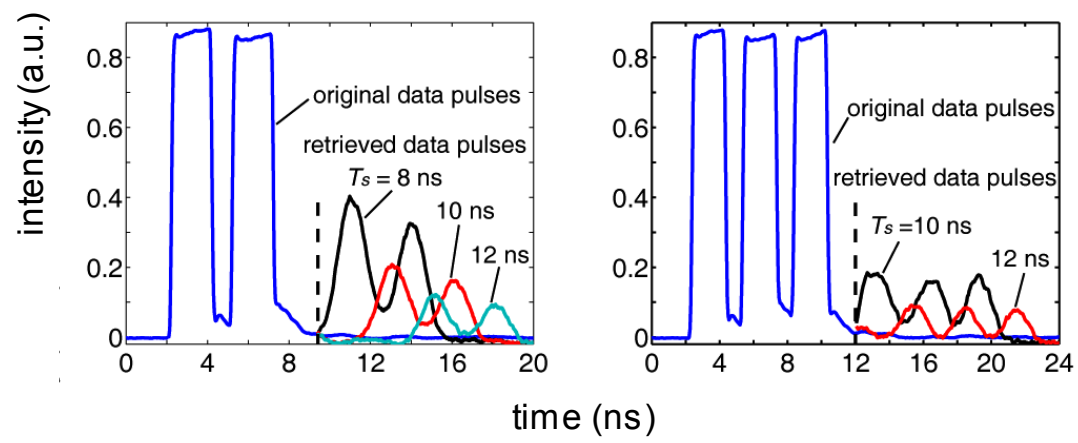 intensity (a.u.)
0.8
0.6
0.4
0.2
0
0 4 8 12 16 20
original data pulses
retrieved data pulses
Ts = 8 ns
10 ns
12 ns
0.8
0.6
0.4
0.2
0
0 4 8 12 16 20 24
original data pulses
retrieved data pulses
Ts =10 ns
12 ns
time (ns)